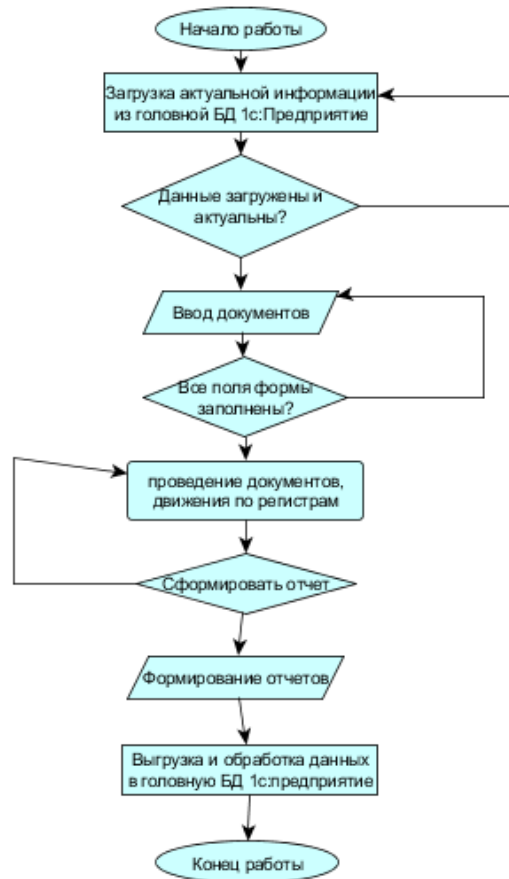 Начало работы
Загрузка актуальной информации
из головной БД 1с:Предприятие
Данные загружены и
актуальны?
Ввод документов
Все поля формы
заполнены?
проведение документов,
движения по регистрам
Сформировать отчет
Формирование отчетов
Выгрузка и обработка данных
в головную БД 1с:предприятие
Конец работы